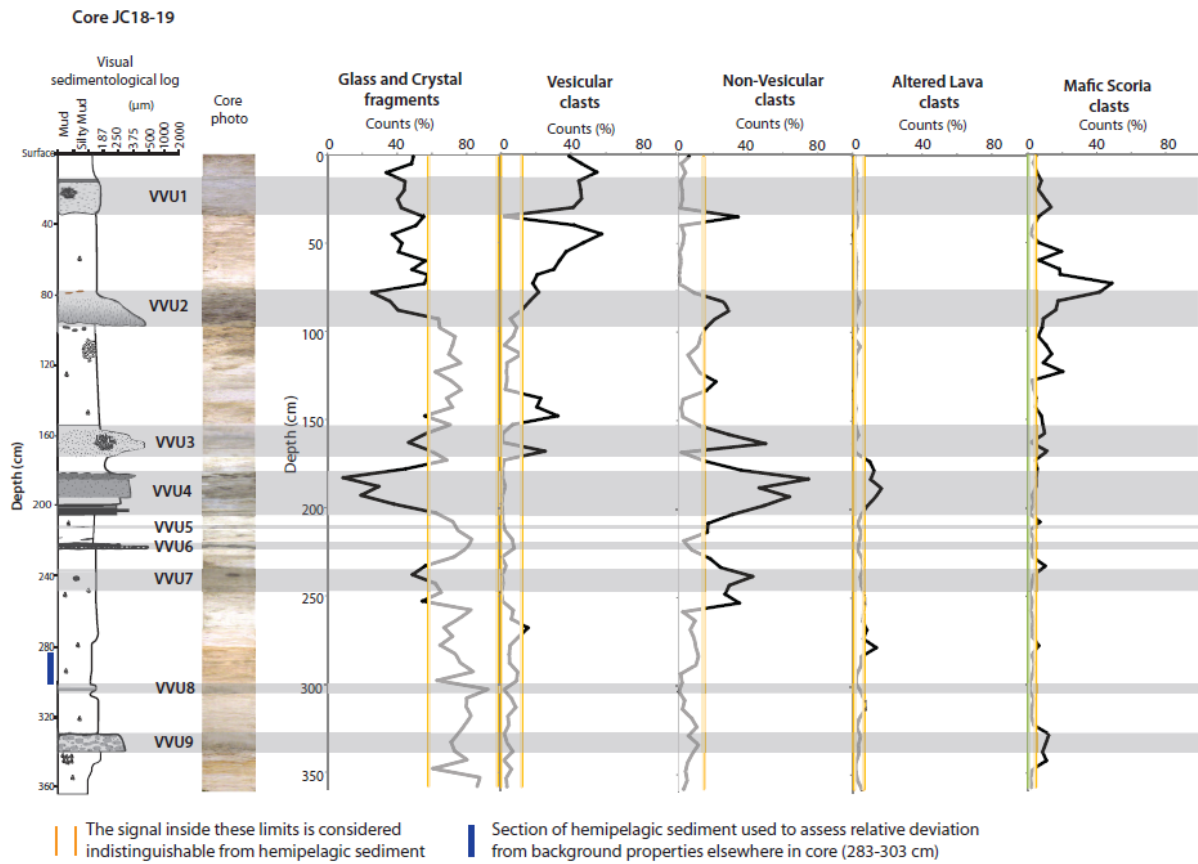 Core JC18-19
Visual
sedimentological log
(µm)
Mud
Silty Mud
187
250
375
500
1000
2000
Core
photo
Glass and Crystal
fragments
Counts (%)
Vesicular
clasts
Counts (%)
Non-Vesicular
clasts
Counts (%)
Altered Lava
clasts
Counts (%)
Mafic Scoria
clasts
Counts (%)
0 40 80
0 40 80
0 40 80
0 40 80
0 40 80
Surface
40
80
120
160
200
240
280
320
360
Depth (cm)
VVU1
VVU2
VVU3
VVU4
VVU5
VVU6
VVU7
VVU8
VVU9
0
50
100
150
200
250
300
350
Depth (cm)
The signal inside these limits is considered
indistinguishable from hemipelagic sediment
Section of hemipelagic sediment used to assess relative deviation
from background properties elsewhere in core (283-303 cm)